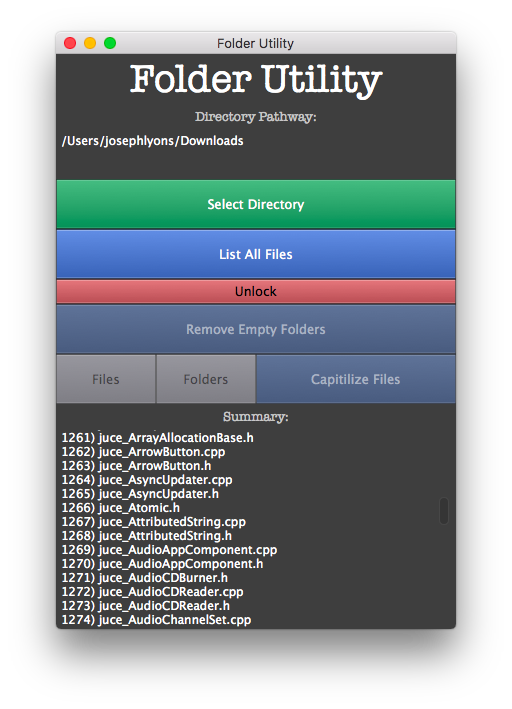 Folder Utility
Folder Utility
Directory Pathway:
/Users/josephlyons/Downloads
Select Directory
List All Files
Unlock
Remove Empty Folders
Files Folders Capitilize Files
Summary:
1261) juce_ArrayAllocationBase.h
1262) juce_ArrowButton.cpp
1263) juce_ArrowButton.h
1264) juce_AsyncUpdater.cpp
1265) juce_AsyncUpdater.h
1266) juce_Atomic.h
1267) juce_AttributedString.cpp
1268) juce_AttributedString.h
1269) juce_AudioAppComponent.cpp
1270) juce_AudioAppComponent.h
1271) juce_AudioCDBurner.h
1272) juce_AudioCDReader.cpp
1273) juce_AudioCDReader.h
1274) juce_AudioChannelSet.cpp